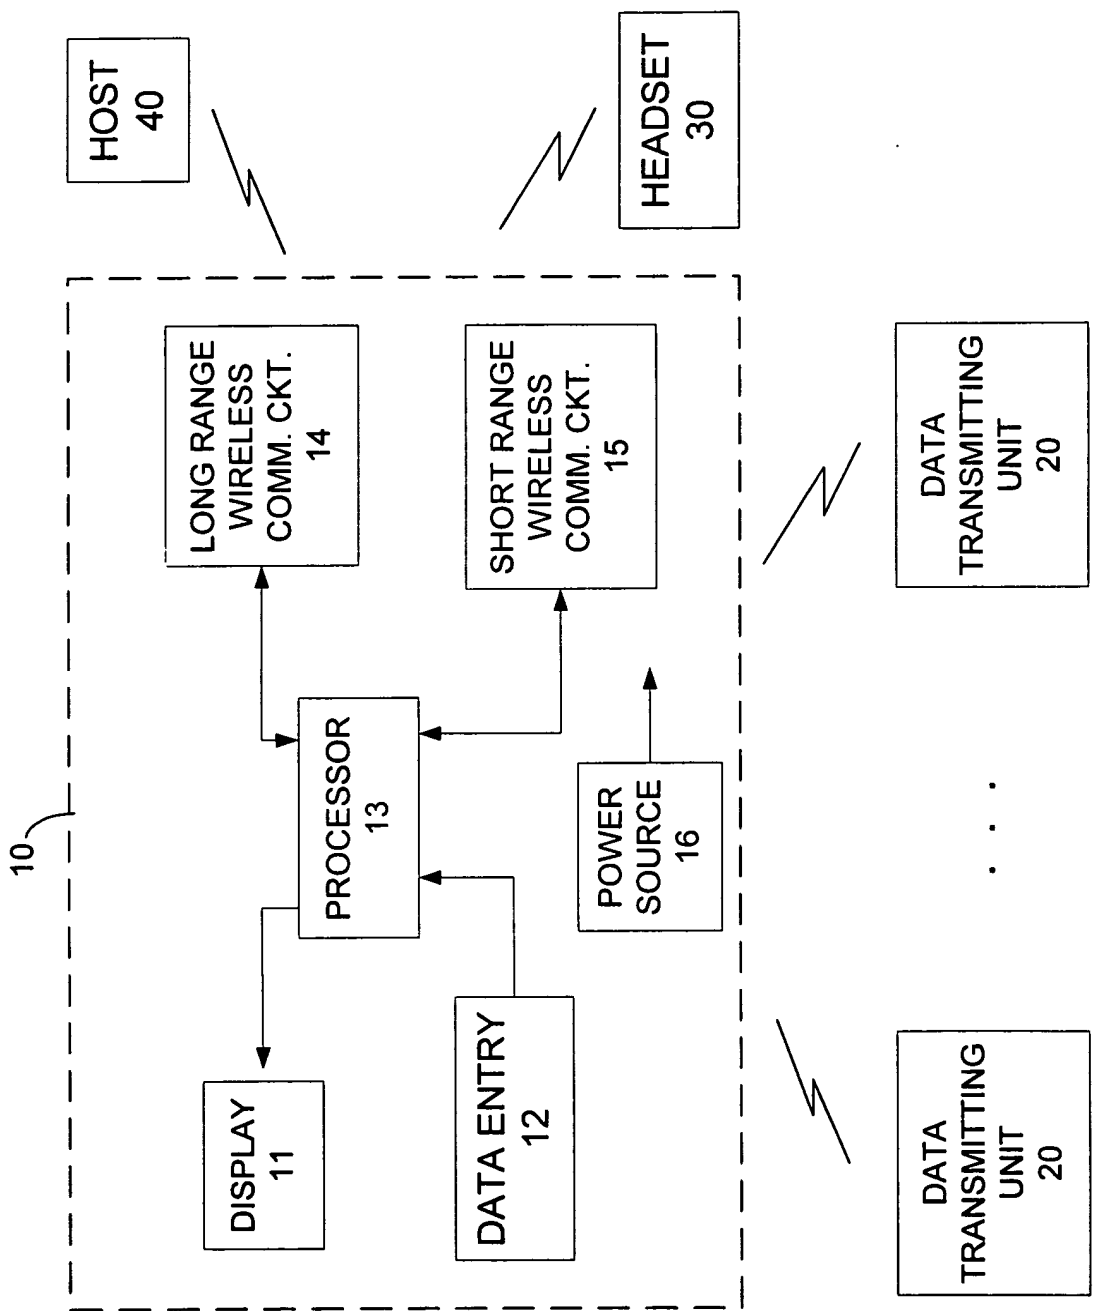 10
DISPLAY
11
DATA ENTRY
12
PROCESSOR
13
POWER
SOURCE
16
LONG RANGE
WIRELESS
COMM. CKT.
14
SHORT RANGE
WIRELESS
COMM. CKT.
15
HOST
40
HEADSET
30
DATA
TRANSMITTING
UNIT
20
. . .
DATA
TRANSMITTING
UNIT
20